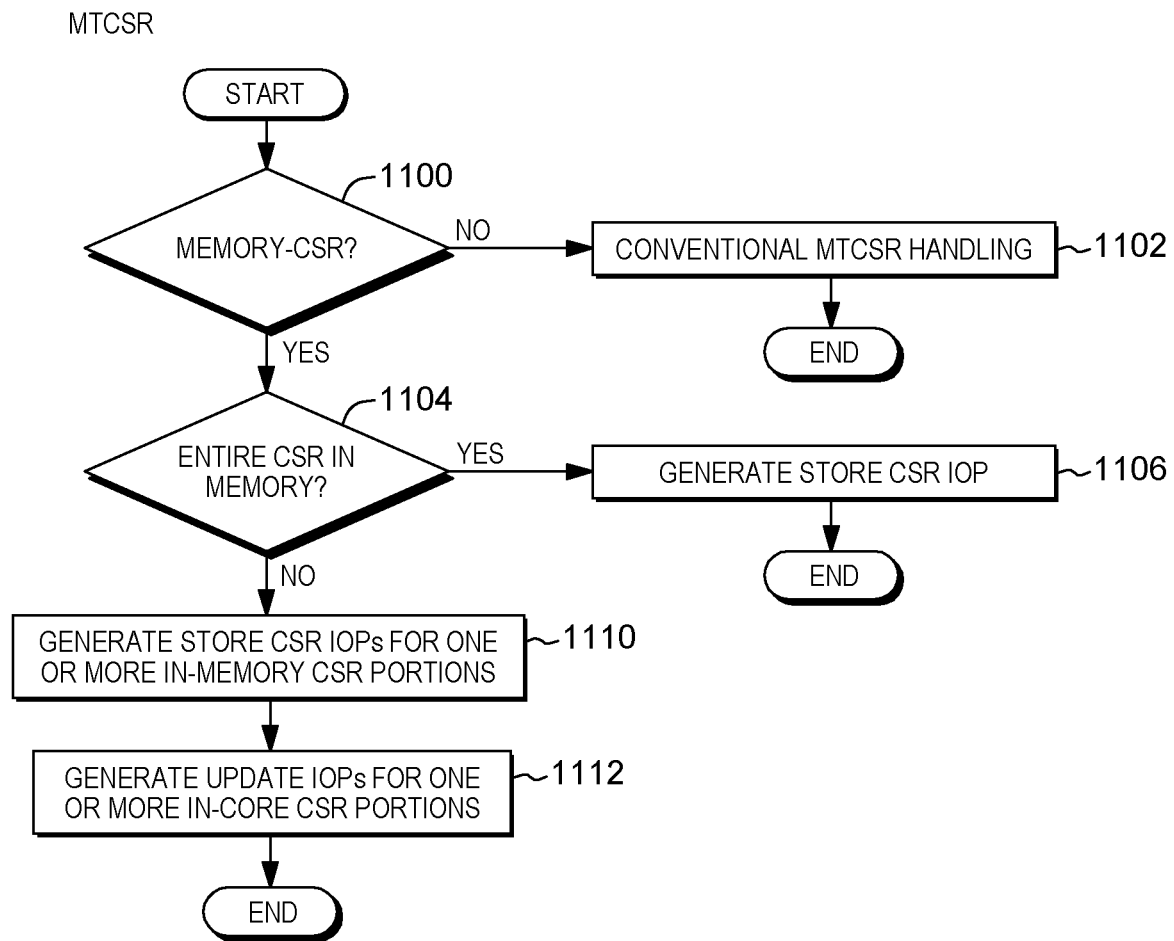 MTCSR
START
1100
MEMORY-CSR?
NO
CONVENTIONAL MTCSR HANDLING
1102
END
YES
1104
ENTIRE CSR IN
MEMORY?
YES
GENERATE STORE CSR IOP
1106
END
NO
GENERATE STORE CSR IOPs FOR ONE
OR MORE IN-MEMORY CSR PORTIONS
1110
GENERATE UPDATE IOPs FOR ONE
OR MORE IN-CORE CSR PORTIONS
1112
END